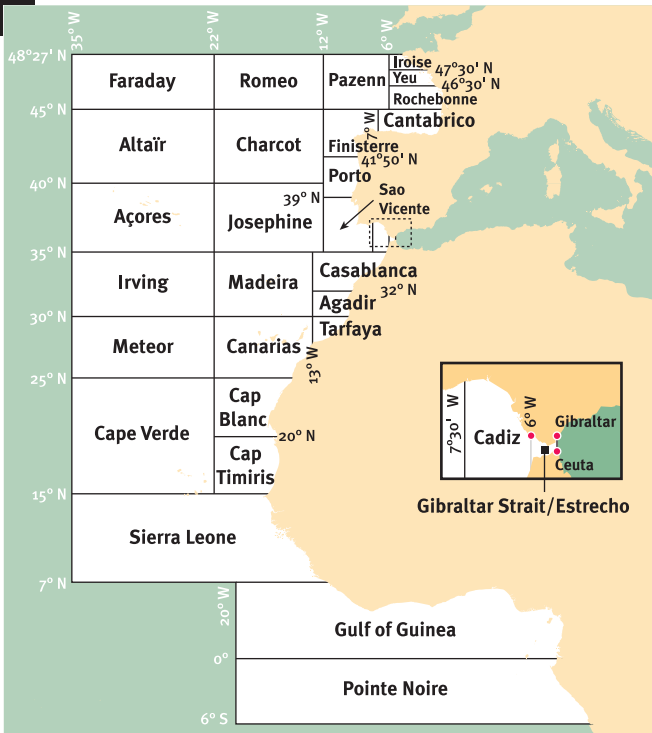 35° W
22° W
12° W
6° W
48°27' N
Faraday
Romeo
Pazenn
Iroise
47°30' N
Yeu
46°30' N
Rochebonne
45° N
7° W
Cantabrico
Altaïr
Charcot
Finisterre
41°50' N
Porto
40° N
39° N
Sao
Vicente
Açores
Josephine
35° N
Irving
Madeira
Casablanca
32° N
Agadir
30° N
Tarfaya
Meteor
Canarias
13° W
25° N
Cap
Blanc
20° N
Cape Verde
Cap
Timiris
15° N
7°30' W
Cadiz
6° W
Gibraltar
Ceuta
Gibraltar Strait/Estrecho
Sierra Leone
7° N
20° W
Gulf of Guinea
0°
Pointe Noire
6° S